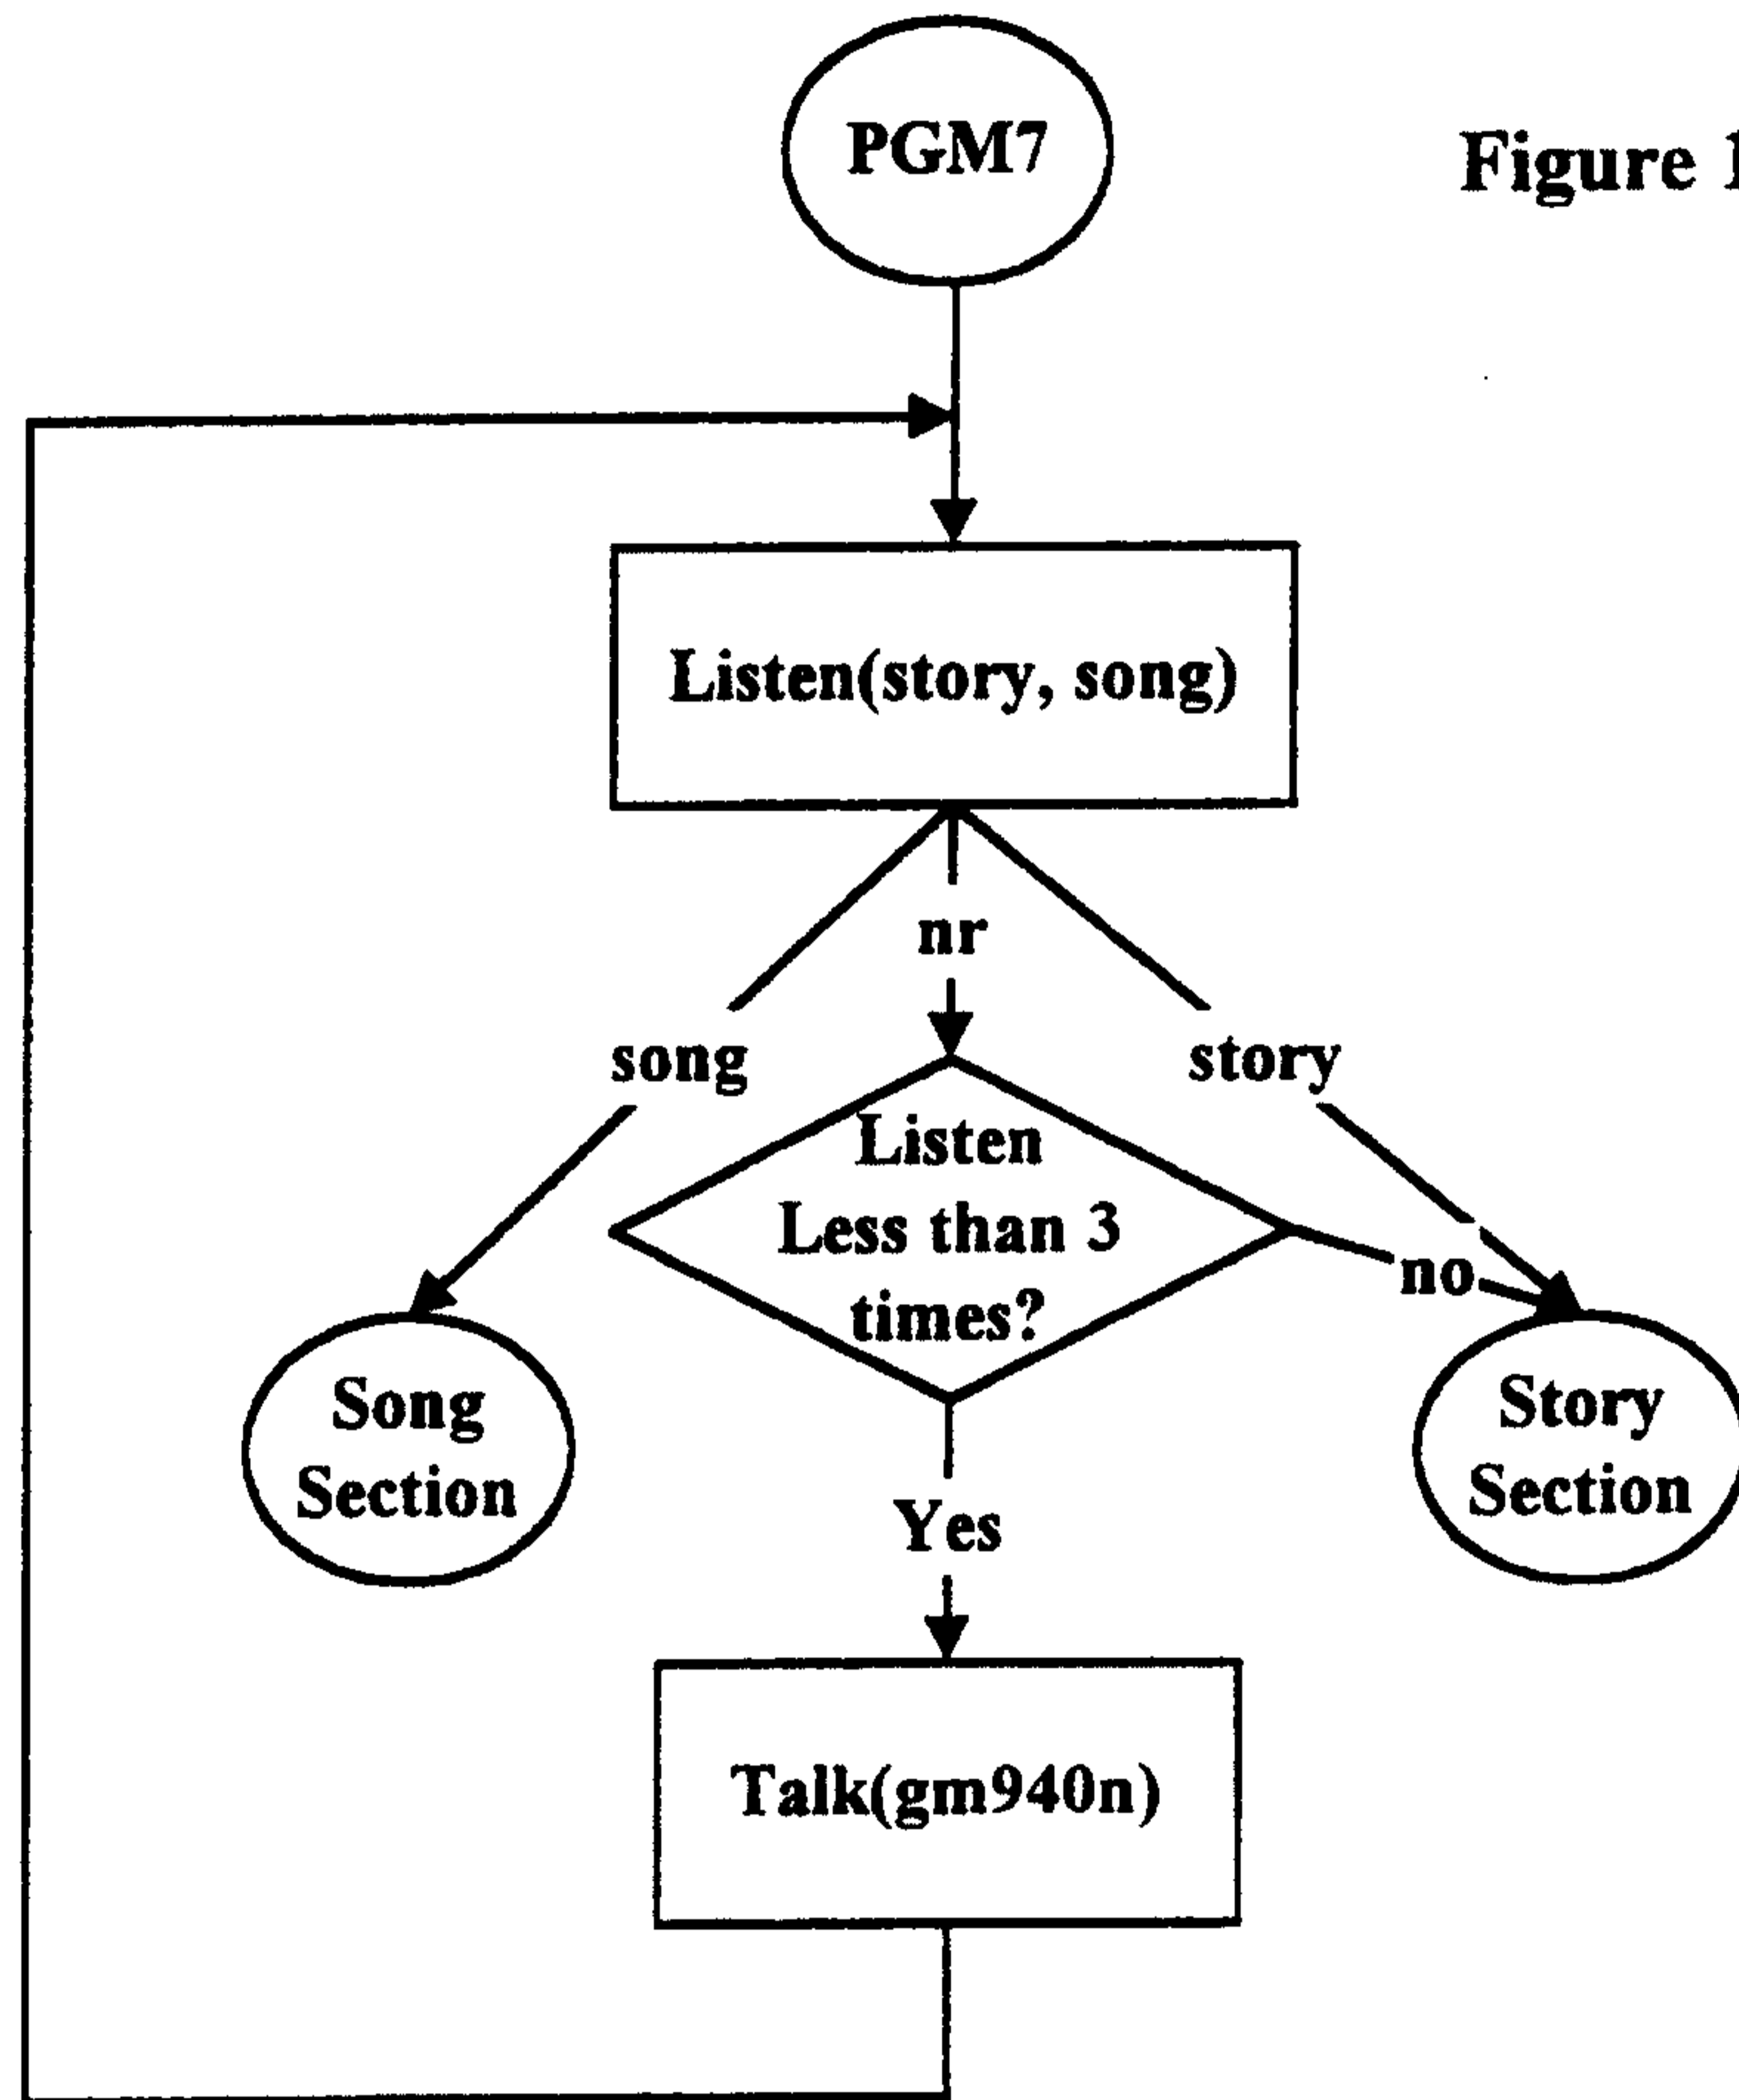 PGM7
Figure 1
Listen(story, song)
nr
song
story
Listen
Less than 3
times?
no
Song
Section
Story
Section
Yes
Talk(gm940n)